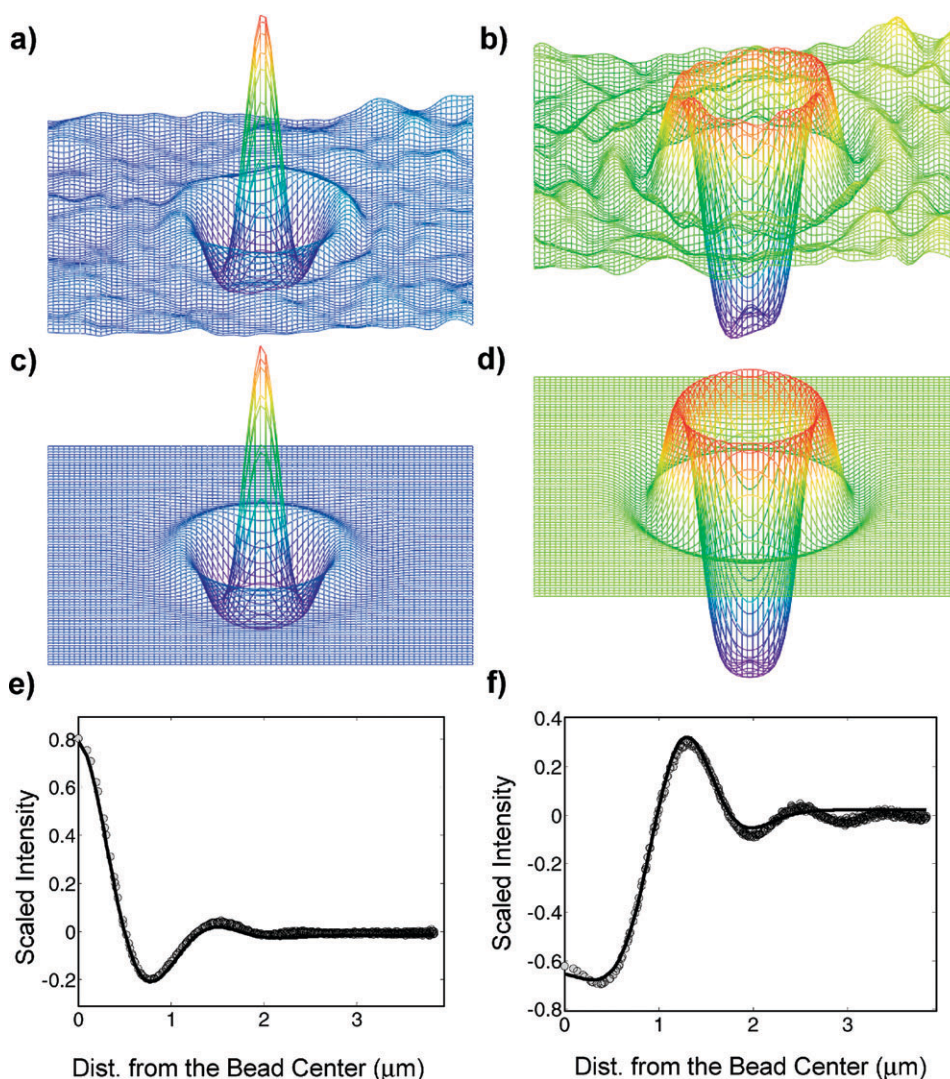 a)
b)
c)
d)
e)
f)
0.8
0.6
0.4
0.2
0
-0.2
0
1
2
3
Scaled Intensity
Dist. from the Bead Center (μm)
0.4
0.2
0
-0.2
-0.4
-0.6
-0.8
0
1
2
3
Scaled Intensity
Dist. from the Bead Center (μm)